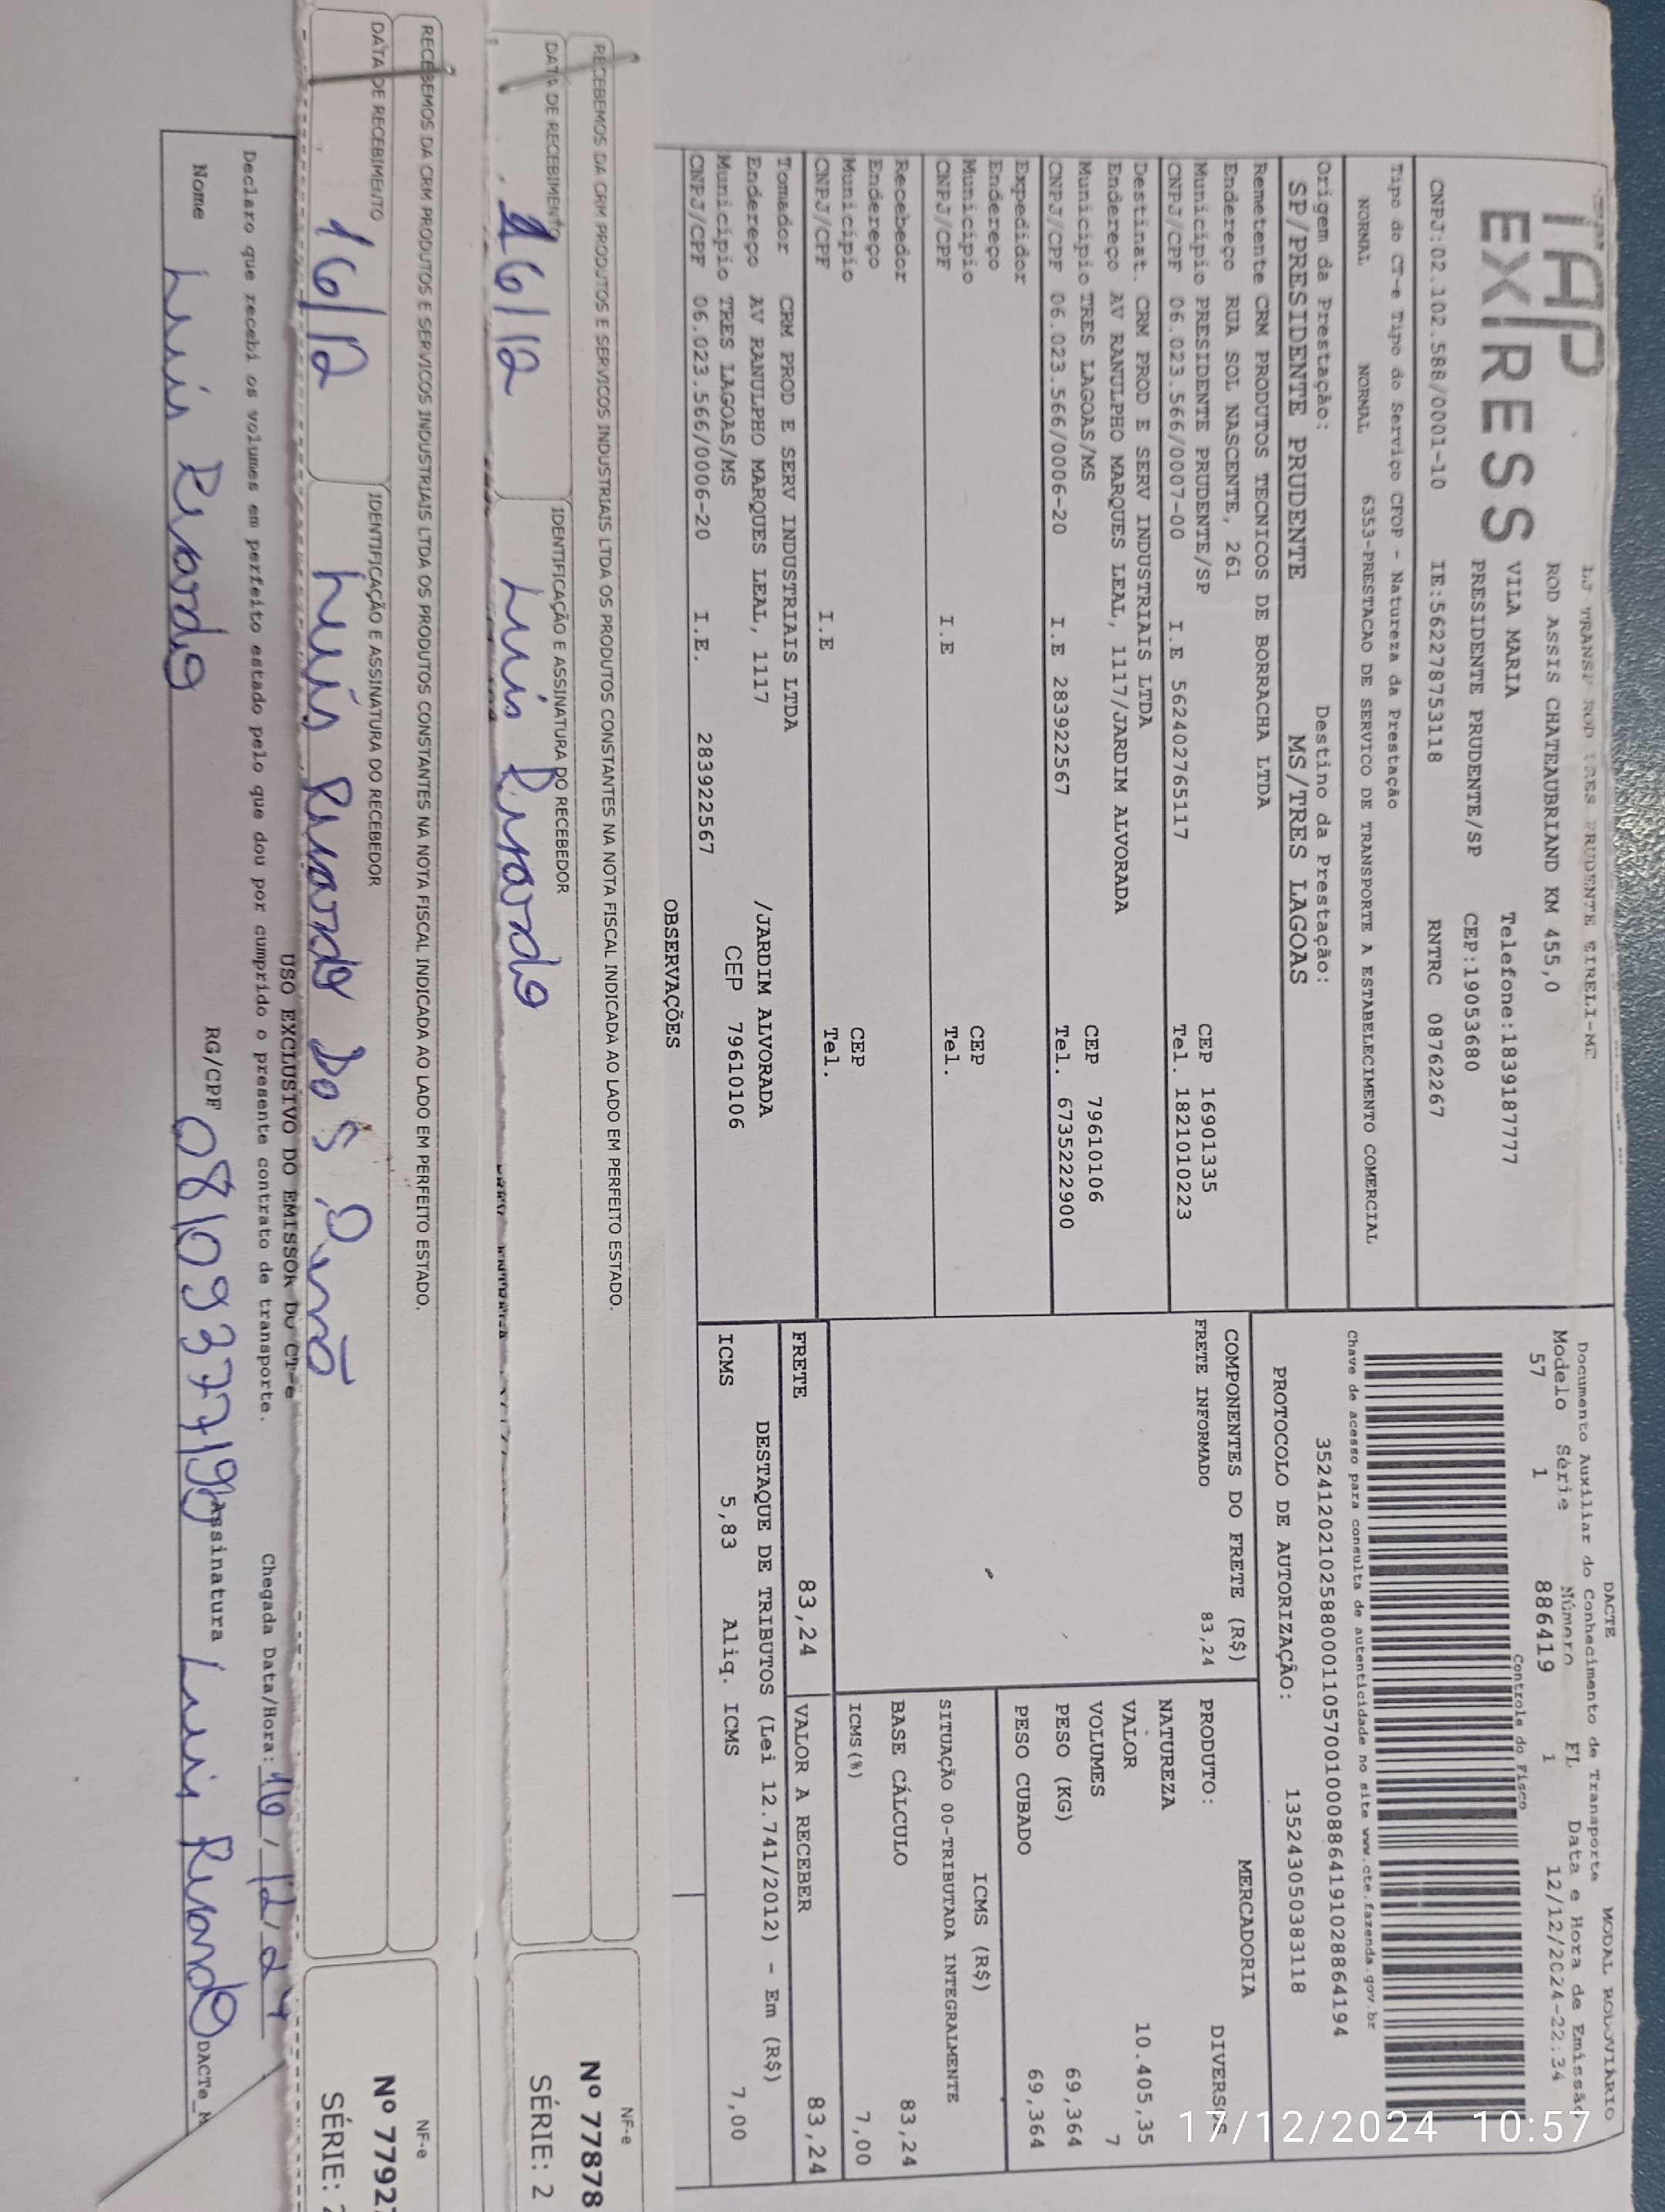 TAP
EXPRESS
LJ TRANSP ROD TRES PRUDENTE EIRELI-ME
ROD ASSIS CHATEAUBRIAND KM 455,0
VILA MARIA Telefone:1839187777
PRESIDENTE PRUDENTE/SP CEP:19053680
CNPJ:02.102.588/0001-10 IE:562278753118 RNTRC 08762267
Tipo do CT-e Tipo do Serviço CFOP - Natureza da Prestação
NORMAL NORMAL 6353-PRESTACAO DE SERVICO DE TRANSPORTE A ESTABELECIMENTO COMERCIAL
Origem da Prestação: Destino da Prestação:
SP/PRESIDENTE PRUDENTE MS/TRES LAGOAS
Remetente CRM PRODUTOS TECNICOS DE BORRACHA LTDA
Endereço RUA SOL NASCENTE, 261
Município PRESIDENTE PRUDENTE/SP CEP 16901335
CNPJ/CPF 06.023.566/0007-00 I.E 562402765117 Tel. 1821010223
Destinat. CRM PROD E SERV INDUSTRIAIS LTDA
Endereço AV RANULPHO MARQUES LEAL, 1117/JARDIM ALVORADA
Município TRES LAGOAS/MS CEP 79610106
CNPJ/CPF 06.023.566/0006-20 I.E 283922567 Tel. 6735222900
Expedidor
Endereço
Município CEP
CNPJ/CPF I.E Tel.
Recebedor
Endereço
Município CEP
CNPJ/CPF I.E Tel.
Tomador CRM PROD E SERV INDUSTRIAIS LTDA
Endereço AV RANULPHO MARQUES LEAL, 1117 /JARDIM ALVORADA
Município TRES LAGOAS/MS CEP 79610106
CNPJ/CPF 06.023.566/0006-20 I.E. 283922567
OBSERVAÇÕES
DACTE MODAL RODOVIÁRIO
Documento Auxiliar do Conhecimento de Transporte
Modelo Série Número FL Data e Hora de Emissão
57 1 886419 1 12/12/2024-22:34
Controle do Fisco
Chave de acesso para consulta de autenticidade no site www.cte.fazenda.gov.br
35241202102588000110570010008864191028864194
PROTOCOLO DE AUTORIZAÇÃO: 135243050383118
COMPONENTES DO FRETE (R$)
FRETE INFORMADO 83,24
MERCADORIA
PRODUTO: DIVERSOS
NATUREZA
VALOR 10.405,35
VOLUMES 7
PESO (KG) 69,364
PESO CUBADO 69,364
ICMS (R$)
SITUAÇÃO 00-TRIBUTADA INTEGRALMENTE
BASE CÁLCULO 83,24
ICMS(%) 7,00
FRETE 83,24 VALOR A RECEBER 83,24
DESTAQUE DE TRIBUTOS (Lei 12.741/2012) - Em (R$)
ICMS 5,83 Aliq. ICMS 7,00
RECEBEMOS DA CRM PRODUTOS E SERVICOS INDUSTRIAIS LTDA OS PRODUTOS CONSTANTES NA NOTA FISCAL INDICADA AO LADO EM PERFEITO ESTADO.
DATA DE RECEBIMENTO IDENTIFICAÇÃO E ASSINATURA DO RECEBEDOR
16/12 Luis Ricardo
NF-e
Nº 77878
SÉRIE: 2
RECEBEMOS DA CRM PRODUTOS E SERVICOS INDUSTRIAIS LTDA OS PRODUTOS CONSTANTES NA NOTA FISCAL INDICADA AO LADO EM PERFEITO ESTADO.
DATA DE RECEBIMENTO IDENTIFICAÇÃO E ASSINATURA DO RECEBEDOR
16/12 Luis Ricardo Do S.
NF-e
Nº 7792
SÉRIE: 2
USO EXCLUSIVO DO EMISSOR DO CT-e
Declaro que recebi os volumes em perfeito estado pelo que dou por cumprido o presente contrato de transporte. Chegada Data/Hora: 16/12/24
Nome Luis Ricardo RG/CPF Assinatura Luis Ricardo DACTe_M
17/12/2024 10:57